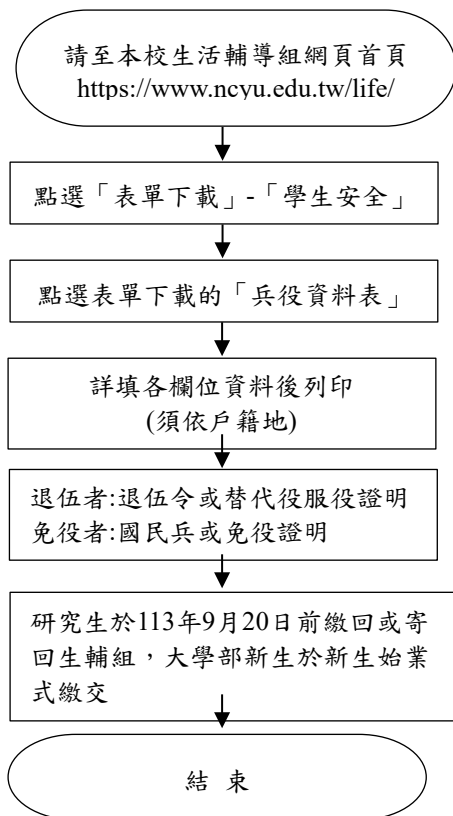 請至本校生活輔導組網頁首頁
https://www.ncyu.edu.tw/life/
點選「表單下載」-「學生安全」
點選表單下載的「兵役資料表」
詳填各欄位資料後列印
(須依戶籍地)
退伍者:退伍令或替代役服役證明
免役者:國民兵或免役證明
研究生於113年9月20日前繳回或寄
回生輔組，大學部新生於新生始業
式繳交
結 束